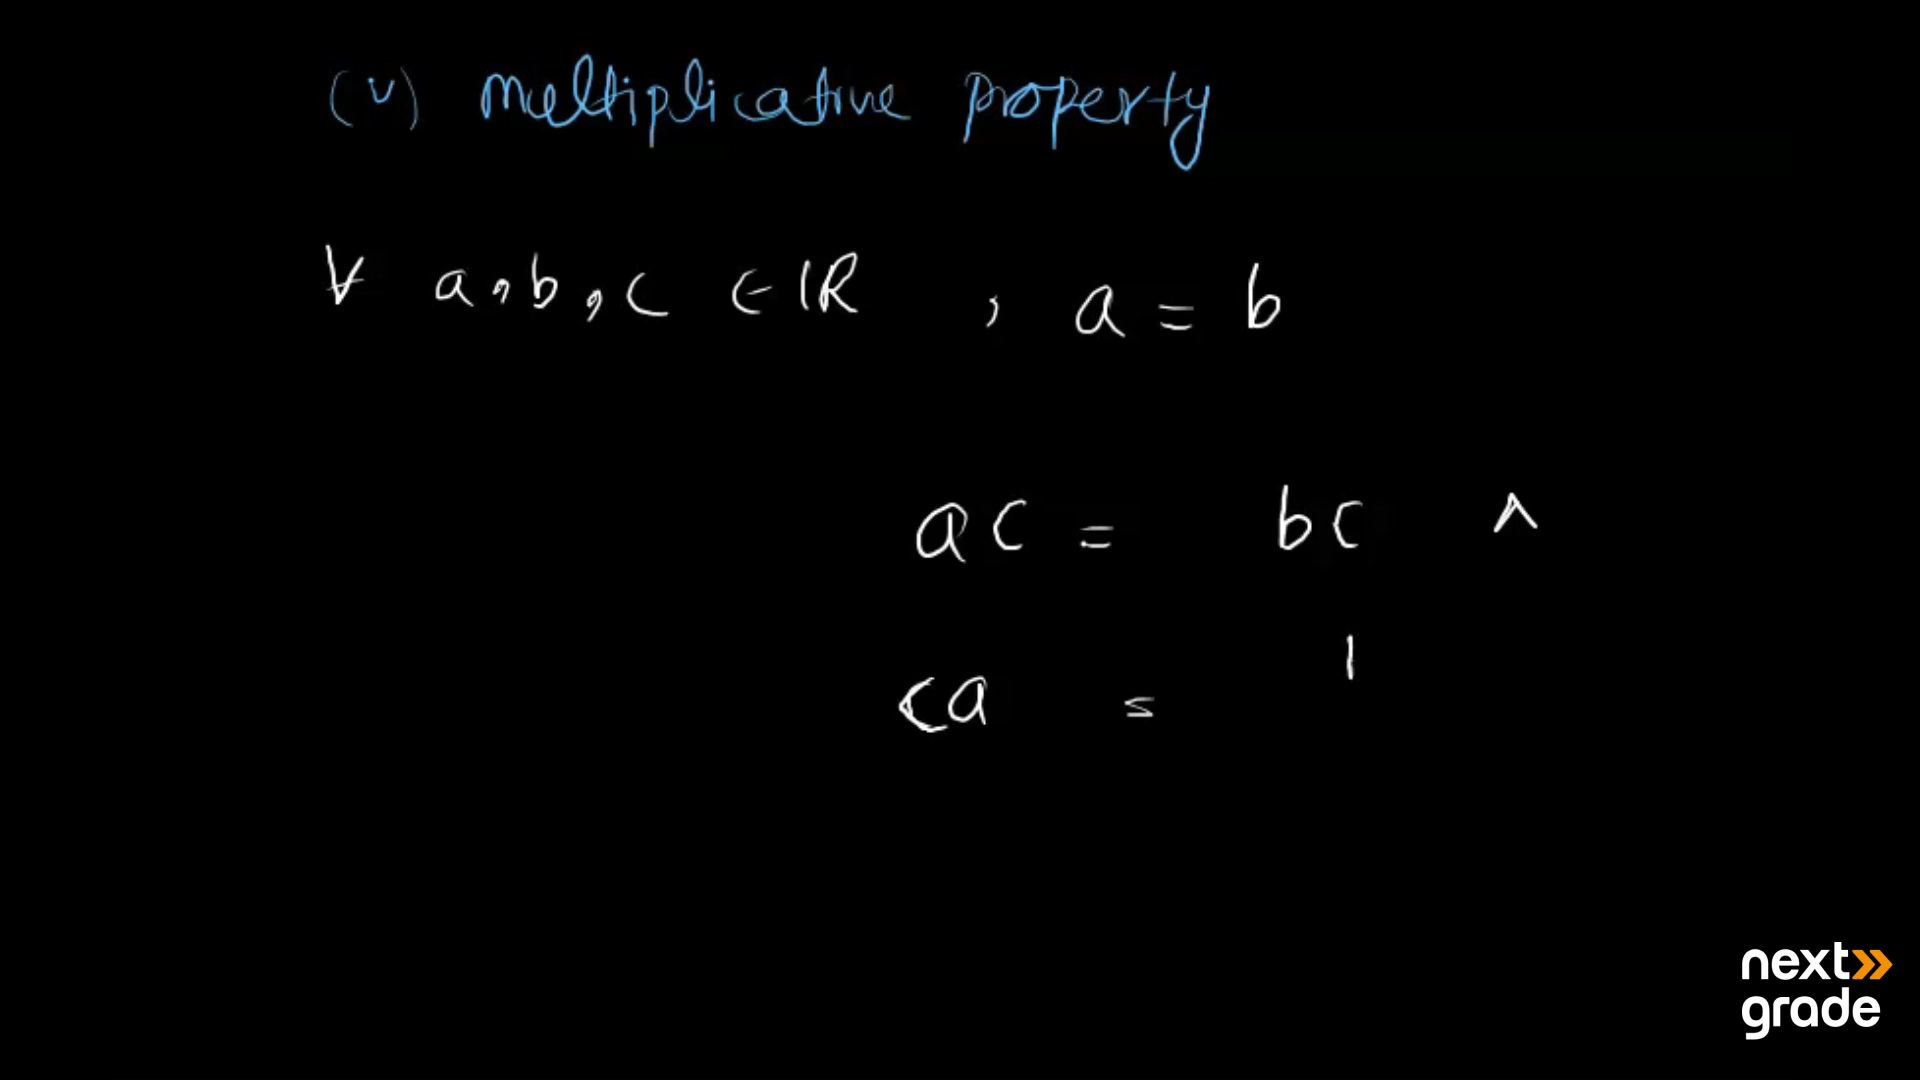 (v) multiplicative property
∀ a, b, c ∈ ℝ , a = b
ac = bc ∧
ca =
next
grade